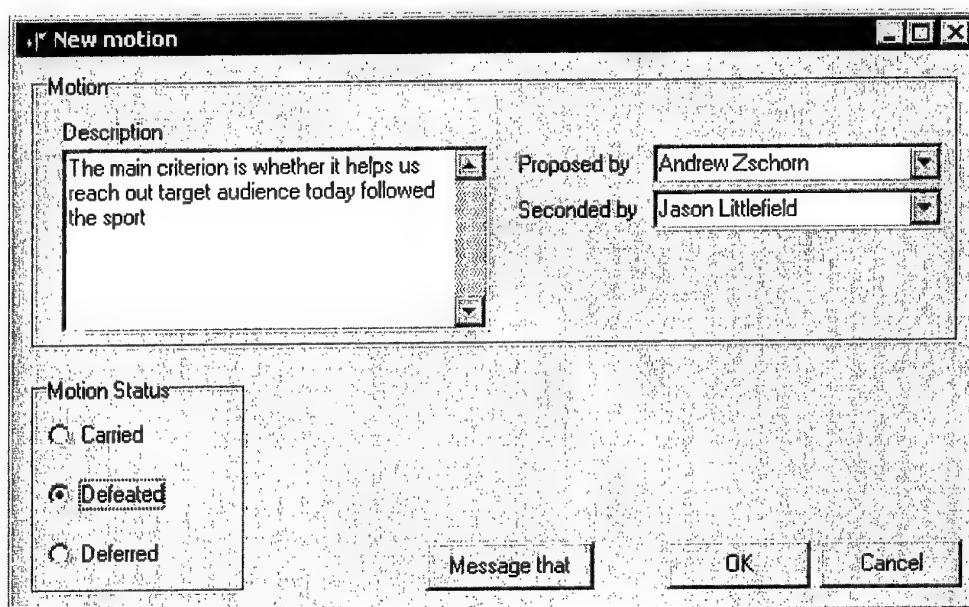 New motion
Motion
Description
The main criterion is whether it helps us
reach out target audience today followed
the sport
Proposed by Andrew Zschorn
Seconded by Jason Littlefield
Motion Status
Carried
Defeated
Deferred
Message that OK Cancel